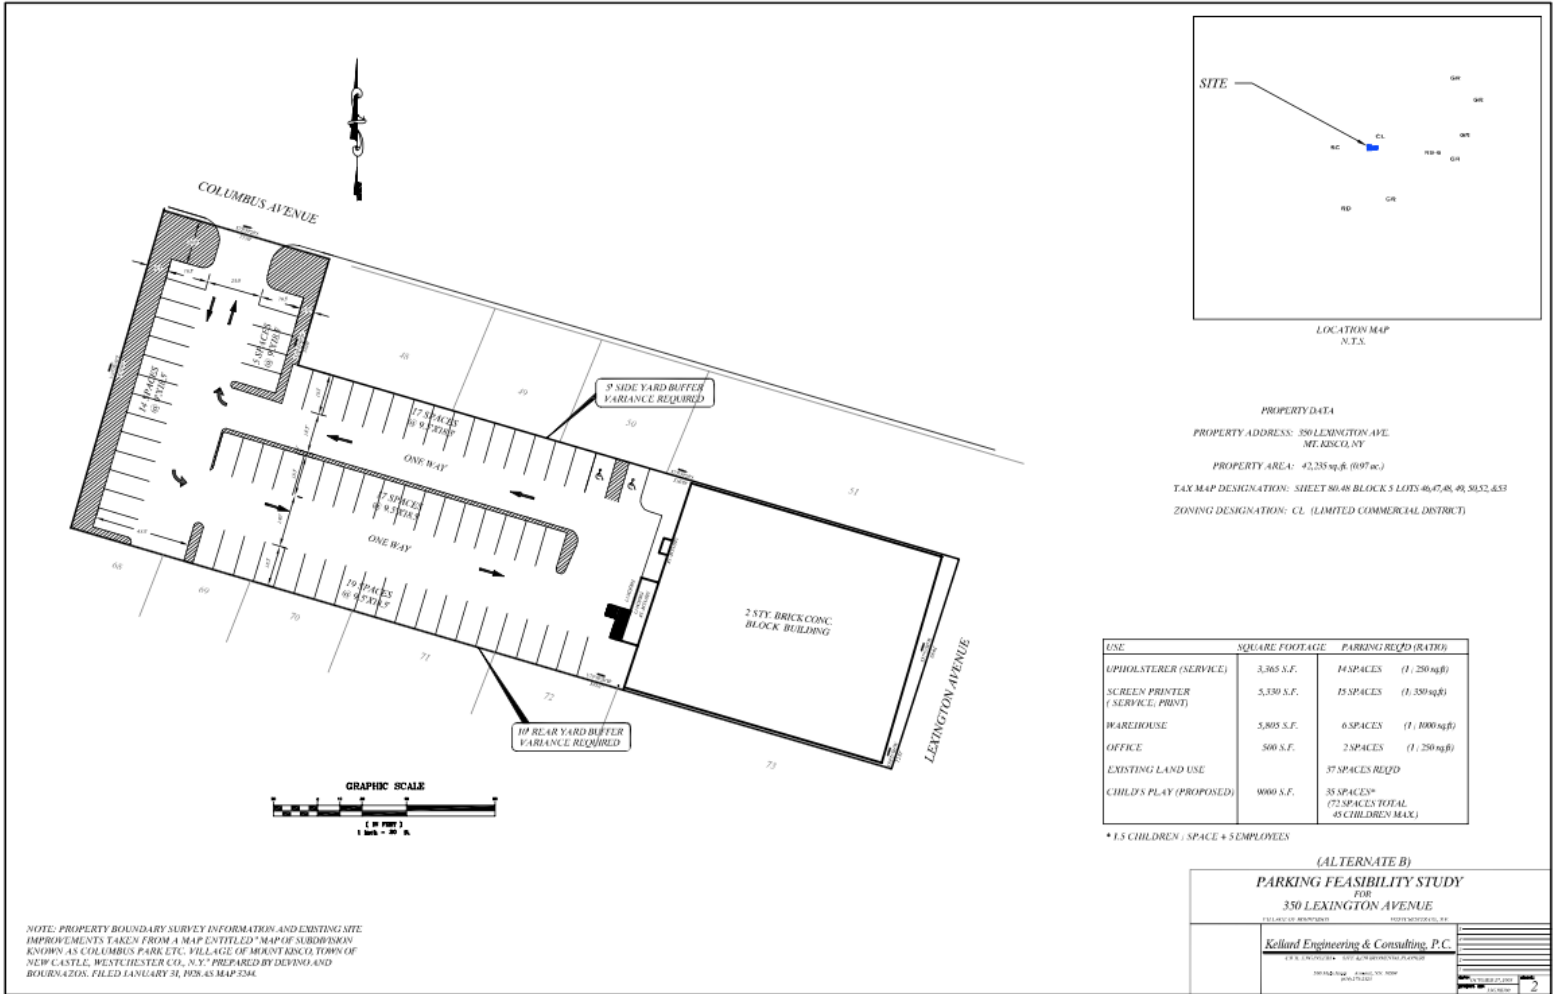 SITE
GR
GR
CL
GR
RC
RS-6
GR
GR
RD
LOCATION MAP
N.T.S.
COLUMBUS AVENUE
5 SPACES
@ 9'X18.5'
14 SPACES
@ 9'X18.5'
48
49
50
51
5' SIDE YARD BUFFER
VARIANCE REQUIRED
17 SPACES
@ 9.5'X18.5'
ONE WAY
17 SPACES
@ 9.5'X18.5'
ONE WAY
19 SPACES
@ 9.5'X18.5'
2 STY. BRICK CONC.
BLOCK BUILDING
LEXINGTON AVENUE
68
69
70
71
72
73
10' REAR YARD BUFFER
VARIANCE REQUIRED
PROPERTY DATA
PROPERTY ADDRESS: 350 LEXINGTON AVE.
MT. KISCO, NY
PROPERTY AREA: 42,235 sq.ft. (0.97 ac.)
TAX MAP DESIGNATION: SHEET 80.48 BLOCK 5 LOTS 46,47,48, 49, 50,52, &53
ZONING DESIGNATION: CL (LIMITED COMMERCIAL DISTRICT)
USE SQUARE FOOTAGE PARKING REQ'D (RATIO)
UPHOLSTERER (SERVICE) 3,365 S.F. 14 SPACES (1 ; 250 sq.ft)
SCREEN PRINTER 5,330 S.F. 15 SPACES (1; 350 sq.ft)
( SERVICE, PRINT)
WAREHOUSE 5,805 S.F. 6 SPACES (1 ; 1000 sq.ft)
OFFICE 500 S.F. 2 SPACES (1 ; 250 sq.ft)
EXISTING LAND USE 37 SPACES REQ'D
CHILD'S PLAY (PROPOSED) 9000 S.F. 35 SPACES*
(72 SPACES TOTAL
45 CHILDREN MAX.)
* 1.5 CHILDREN ; SPACE + 5 EMPLOYEES
GRAPHIC SCALE
( IN FEET )
1 inch = 20 ft.
NOTE: PROPERTY BOUNDARY SURVEY INFORMATION AND EXISTING SITE
IMPROVEMENTS TAKEN FROM A MAP ENTITLED " MAP OF SUBDIVISION
KNOWN AS COLUMBUS PARK ETC. VILLAGE OF MOUNT KISCO, TOWN OF
NEW CASTLE, WESTCHESTER CO., N.Y." PREPARED BY DEVINO AND
BOURNAZOS. FILED JANUARY 31, 1928 AS MAP 3244.
(ALTERNATE B)
PARKING FEASIBILITY STUDY
FOR
350 LEXINGTON AVENUE
Kellard Engineering & Consulting, P.C.
2